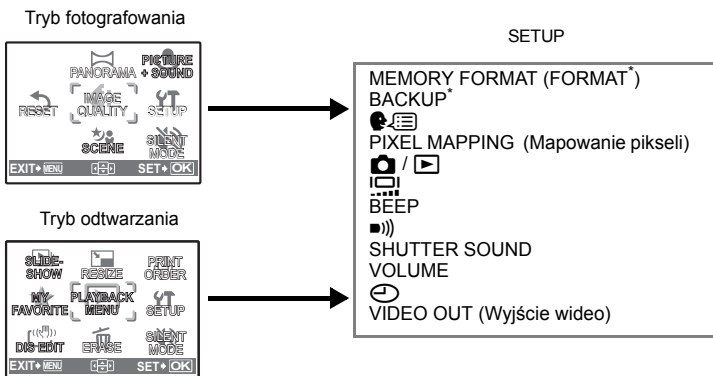 Tryb fotografowania
PANORAMA
PICTURE
+ SOUND
RESET
IMAGE
QUALITY
SETUP
SCENE
SILENT
MODE
EXIT MENU SET OK
Tryb odtwarzania
SLIDE-
SHOW
RESIZE
PRINT
ORDER
MY
FAVORITE
PLAYBACK
MENU
SETUP
DIS EDIT
ERASE
SILENT
MODE
EXIT MENU SET OK
SETUP
MEMORY FORMAT (FORMAT*)
BACKUP*
PIXEL MAPPING (Mapowanie pikseli)
/
BEEP
SHUTTER SOUND
VOLUME
VIDEO OUT (Wyjście wideo)